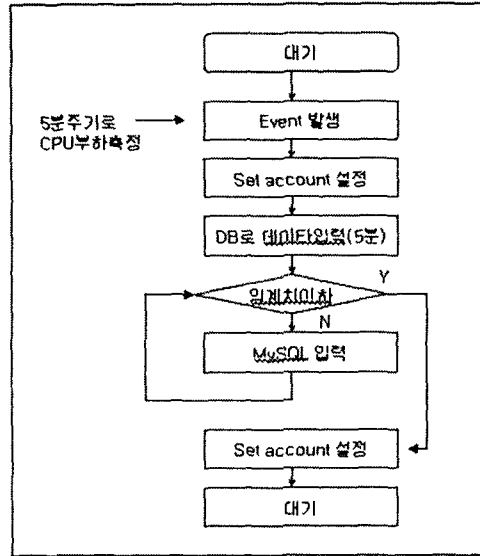 대기
5분주기로
CPU부하측정
Event 발생
Set account 설정
DB로 데이타입력(5분)
임계치이하
Y
N
MySQL 입력
Set account 설정
대기